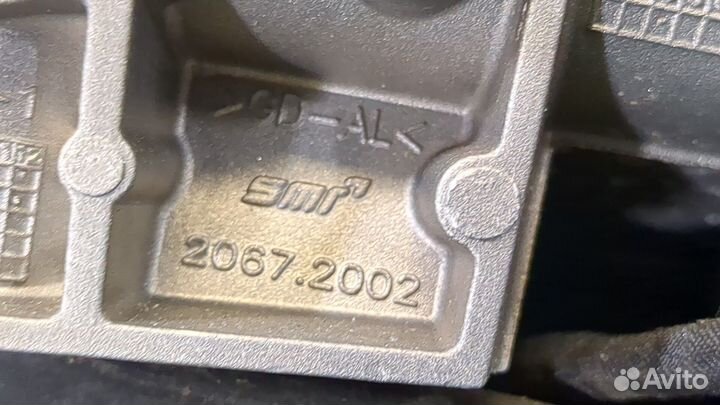 >GD-AL<
smr
2067.2002
Avito